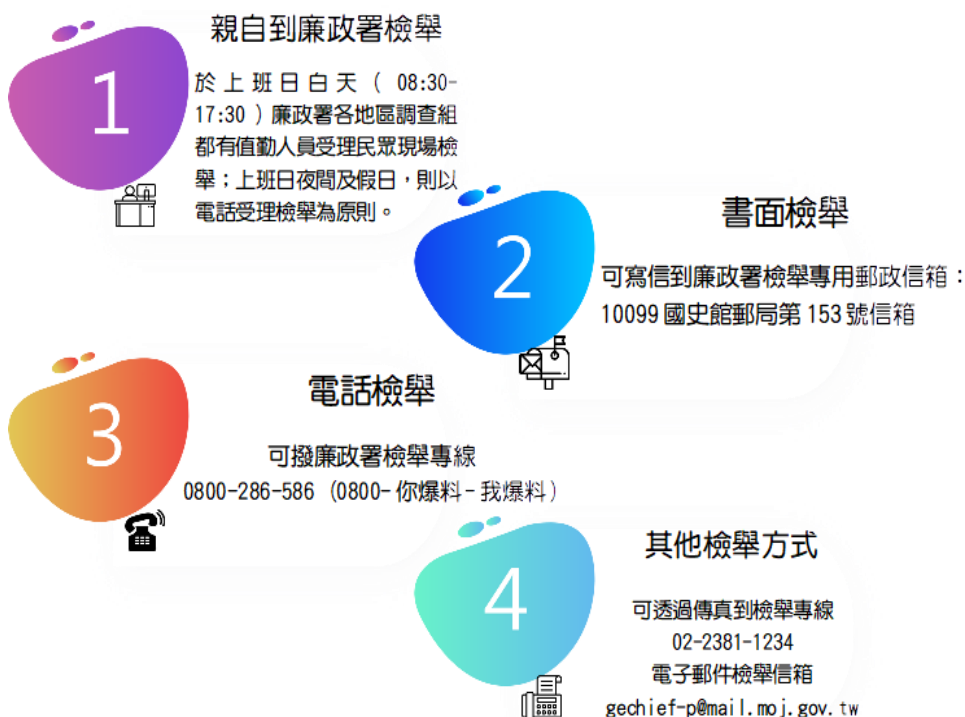 1
親自到廉政署檢舉
於上班日白天( 08:30-
17:30 )廉政署各地區調查組
都有值勤人員受理民眾現場檢
舉；上班日夜間及假日，則以
電話受理檢舉為原則。
2
書面檢舉
可寫信到廉政署檢舉專用郵政信箱：
10099 國史館郵局第 153 號信箱
3
電話檢舉
可撥廉政署檢舉專線
0800-286-586 (0800-你爆料-我爆料)
4
其他檢舉方式
可透過傳真到檢舉專線
02-2381-1234
電子郵件檢舉信箱
gechief-p@mail.moj.gov.tw